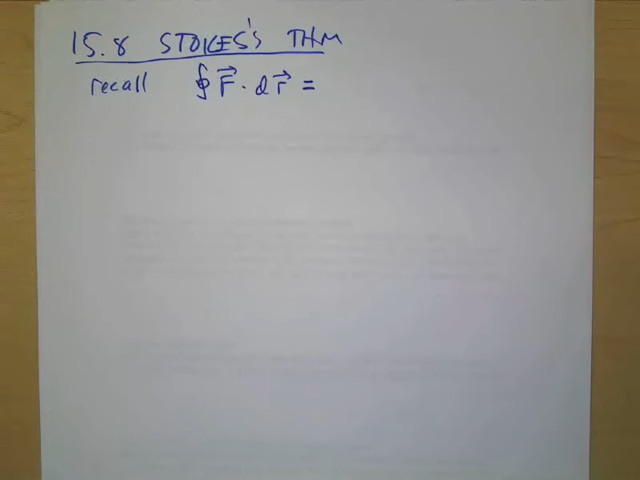 15.8 STOKES'S THM
recall ∮ F⃗ · dr⃗ =